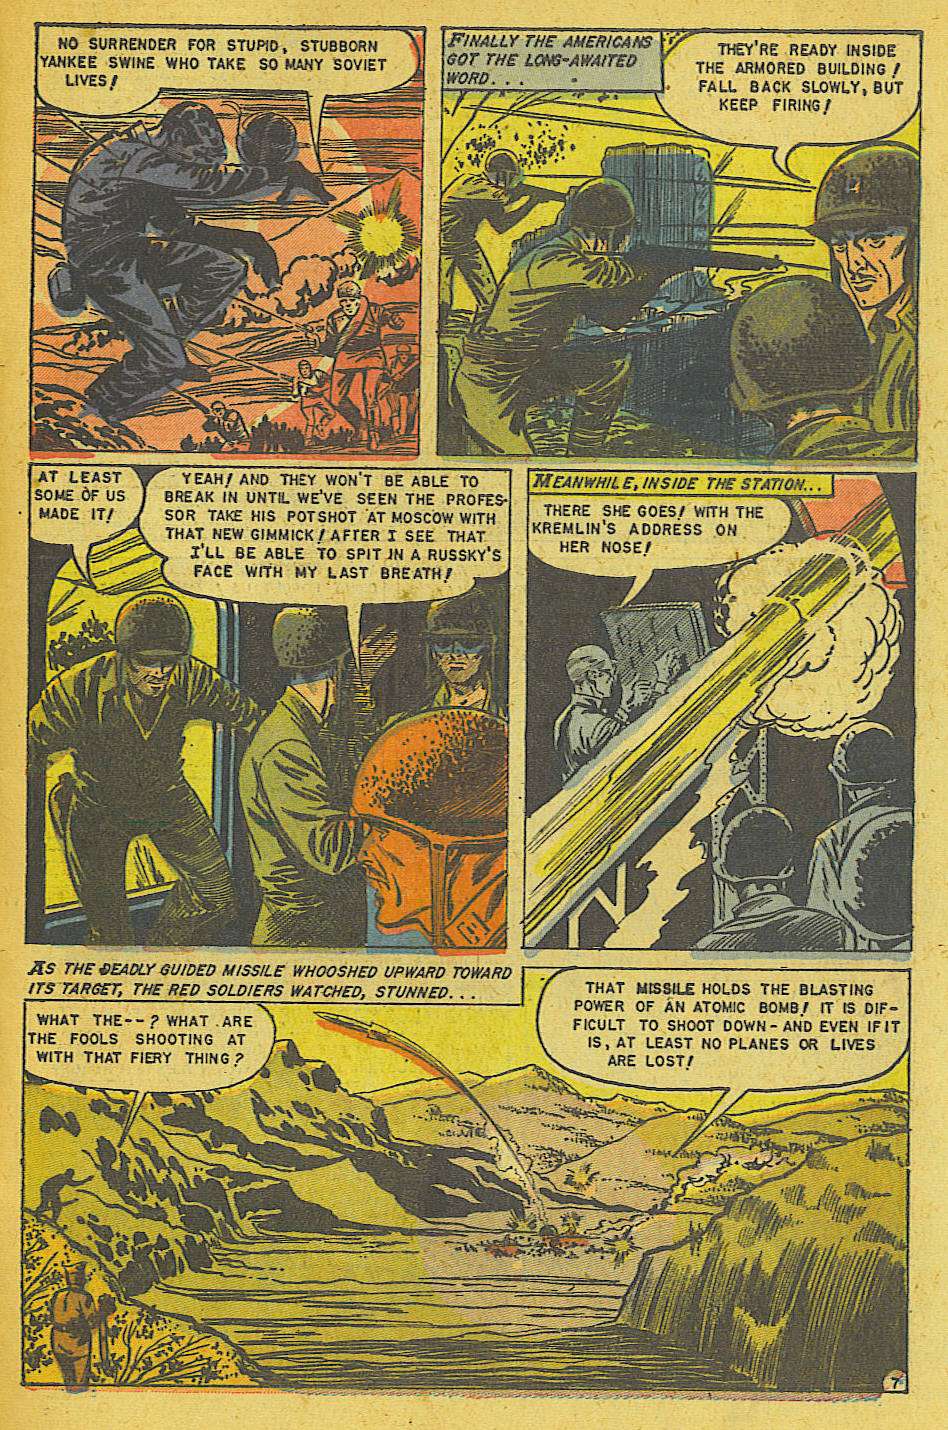 NO SURRENDER FOR STUPID, STUBBORN
YANKEE SWINE WHO TAKE SO MANY SOVIET
LIVES!
FINALLY THE AMERICANS
GOT THE LONG-AWAITED
WORD...
THEY'RE READY INSIDE
THE ARMORED BUILDING!
FALL BACK SLOWLY, BUT
KEEP FIRING!
AT LEAST
SOME OF US
MADE IT!
YEAH! AND THEY WON'T BE ABLE TO
BREAK IN UNTIL WE'VE SEEN THE PROFES-
SOR TAKE HIS POTSHOT AT MOSCOW WITH
THAT NEW GIMMICK! AFTER I SEE THAT
I'LL BE ABLE TO SPIT IN A RUSSKY'S
FACE WITH MY LAST BREATH!
MEANWHILE, INSIDE THE STATION...
THERE SHE GOES! WITH THE
KREMLIN'S ADDRESS ON
HER NOSE!
AS THE DEADLY GUIDED MISSILE WHOOSHED UPWARD TOWARD
ITS TARGET, THE RED SOLDIERS WATCHED, STUNNED...
WHAT THE--? WHAT ARE
THE FOOLS SHOOTING AT
WITH THAT FIERY THING?
THAT MISSILE HOLDS THE BLASTING
POWER OF AN ATOMIC BOMB! IT IS DIF-
FICULT TO SHOOT DOWN - AND EVEN IF IT
IS, AT LEAST NO PLANES OR LIVES
ARE LOST!
7